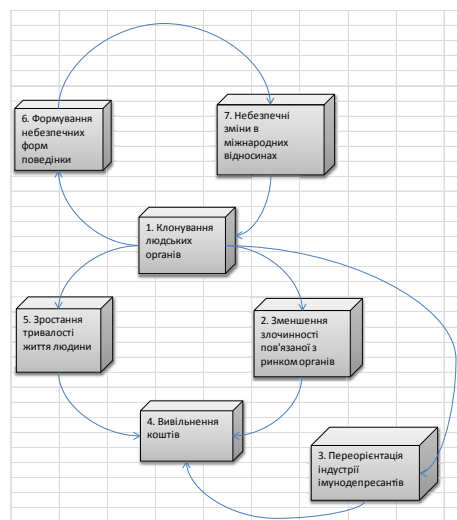 6. Формування
небезпечних
форм
поведінки
7. Небезпечні
зміни в
міжнародних
відносинах
1. Клонування
людських
органів
5. Зростання
тривалості
життя людини
2. Зменшення
злочинності
пов'язаної з
ринком органів
4. Вивільнення
коштів
3. Переорієнтація
індустрії
імунодепресантів